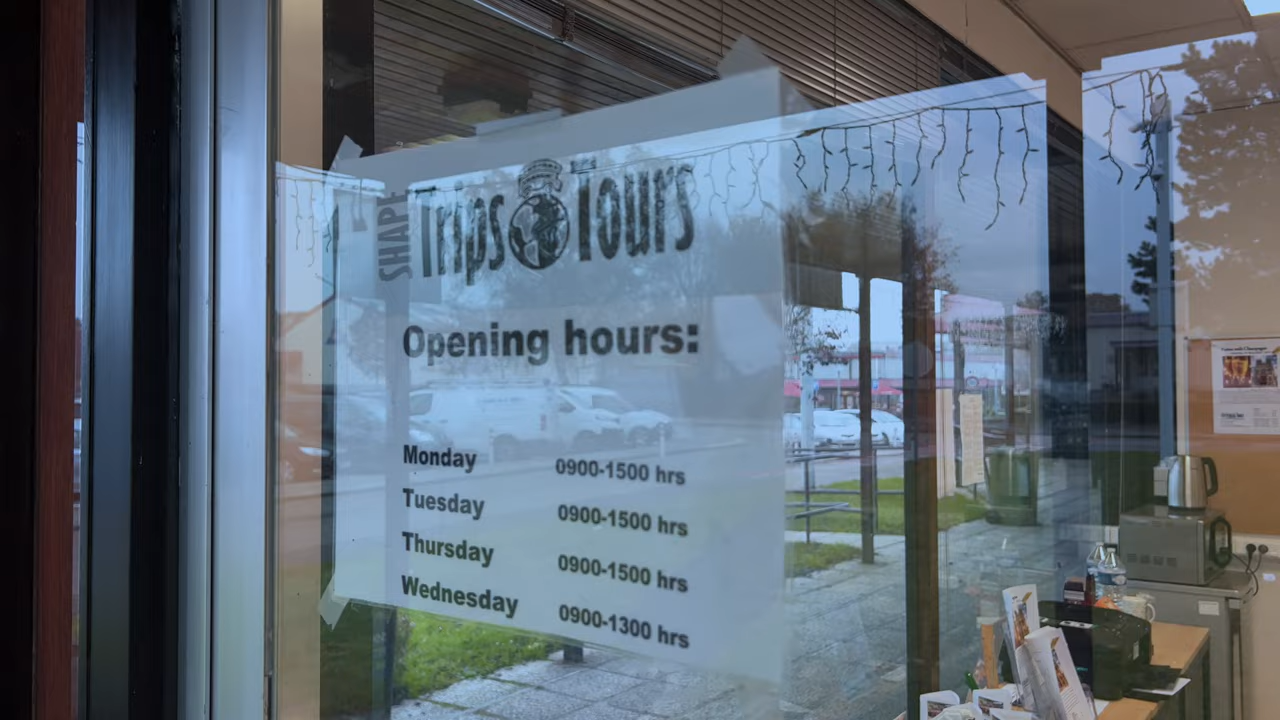 SHAPE Trips Tours
Opening hours:
Monday 0900-1500 hrs
Tuesday 0900-1500 hrs
Thursday 0900-1500 hrs
Wednesday 0900-1300 hrs